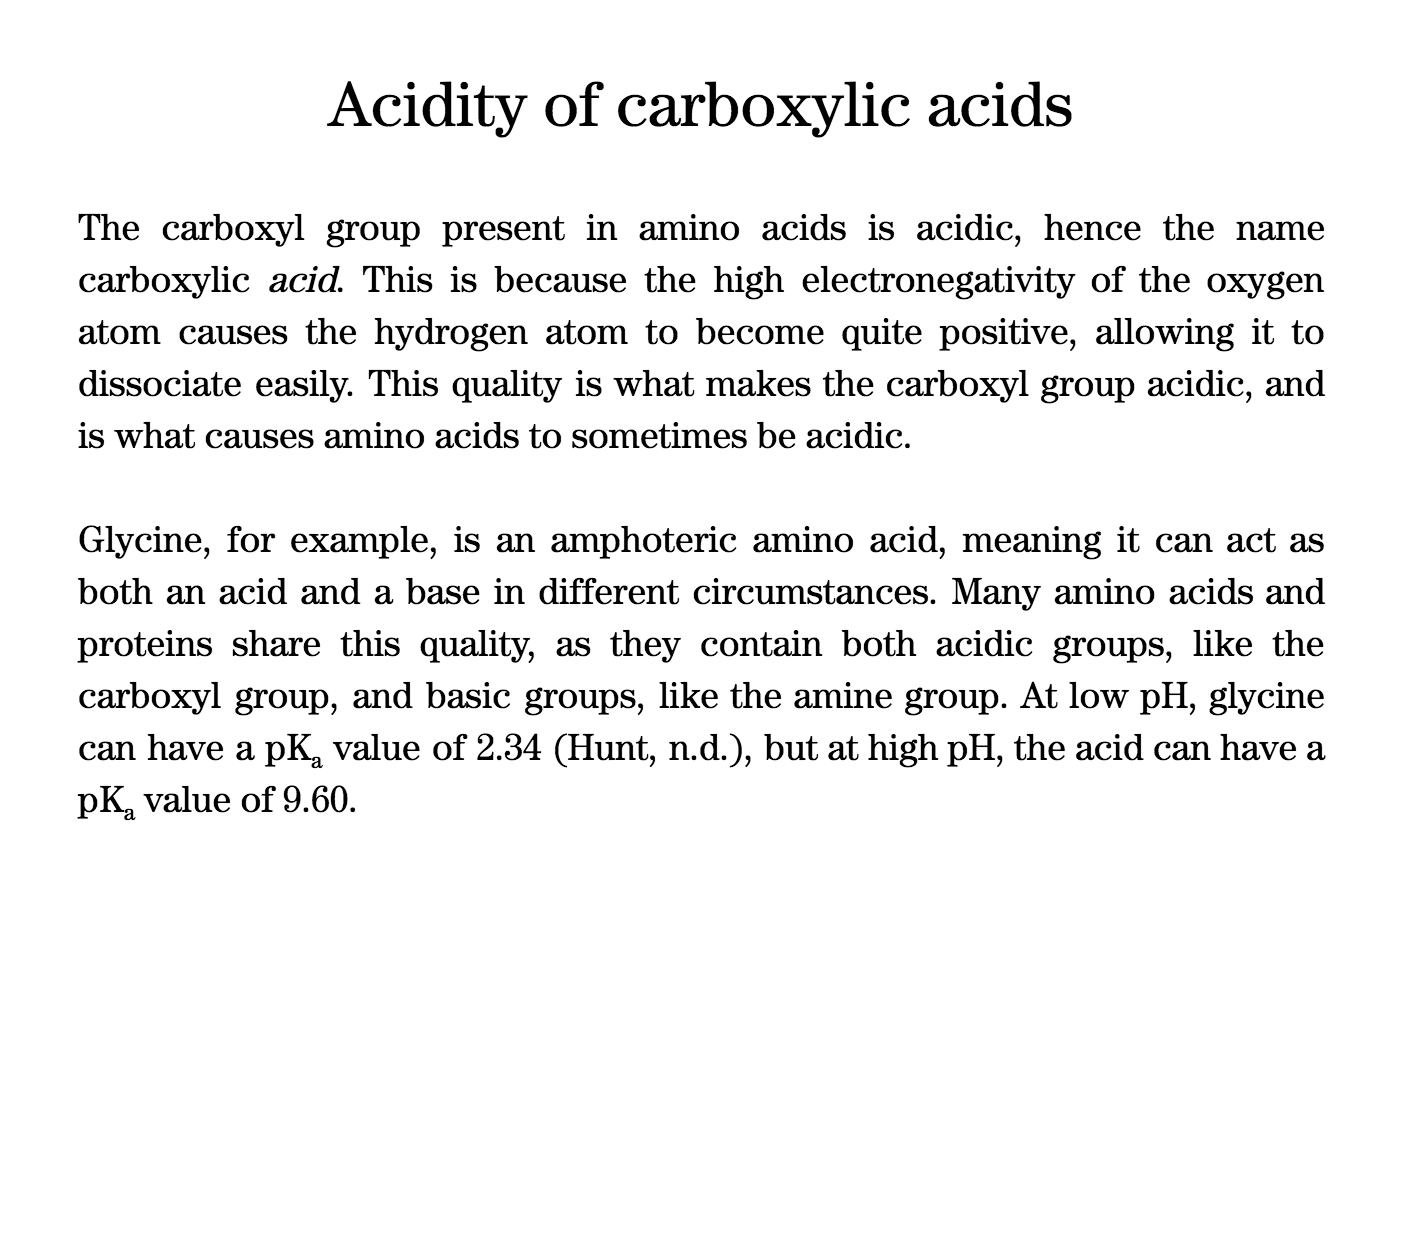 Acidity of carboxylic acids
The carboxyl group present in amino acids is acidic, hence the name
carboxylic acid. This is because the high electronegativity of the oxygen
atom causes the hydrogen atom to become quite positive, allowing it to
dissociate easily. This quality is what makes the carboxyl group acidic, and
is what causes amino acids to sometimes be acidic.
Glycine, for example, is an amphoteric amino acid, meaning it can act as
both an acid and a base in different circumstances. Many amino acids and
proteins share this quality, as they contain both acidic groups, like the
carboxyl group, and basic groups, like the amine group. At low pH, glycine
can have a pKa value of 2.34 (Hunt, n.d.), but at high pH, the acid can have a
pKa value of 9.60.